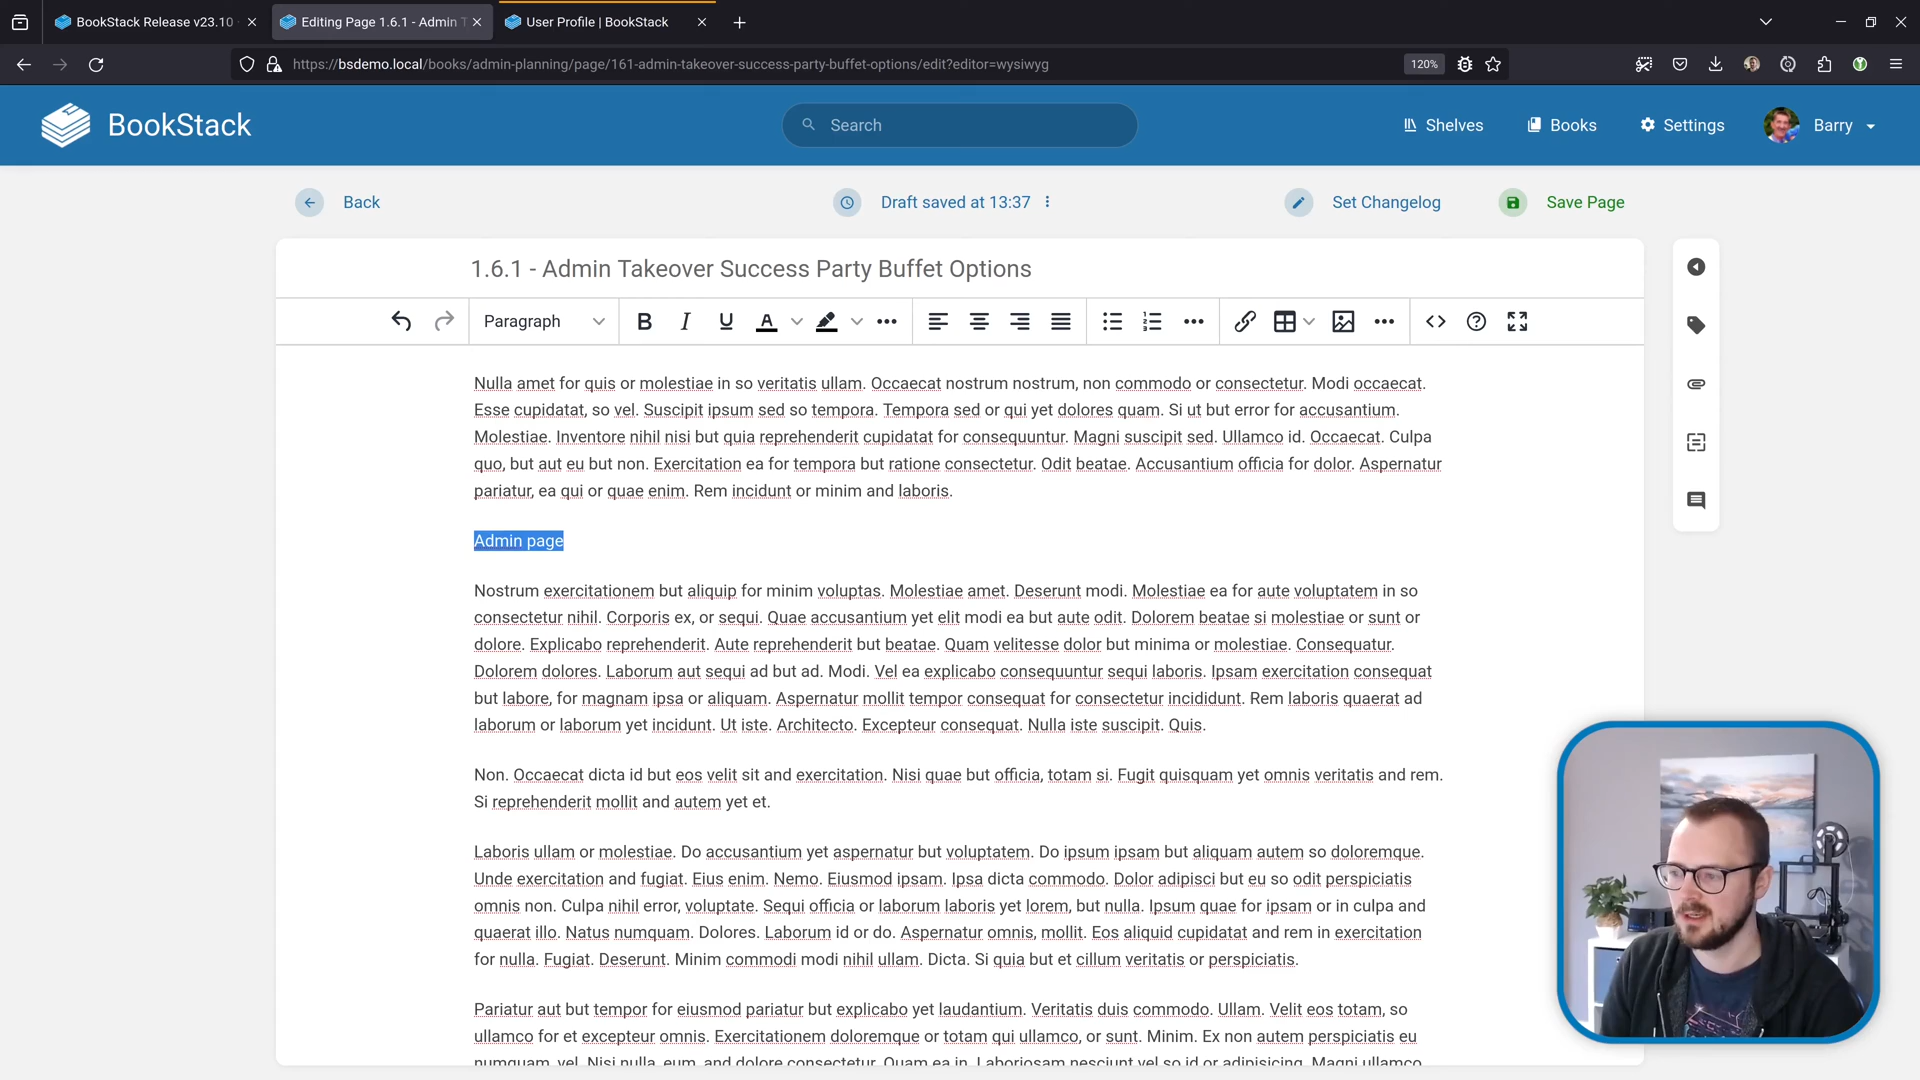 BookStack Release v23.10
Editing Page 1.6.1 - Admin T
User Profile | BookStack
https://bsdemo.local/books/admin-planning/page/161-admin-takeover-success-party-buffet-options/edit?editor=wysiwyg
120%
BookStack
Search
Shelves
Books
Settings
Barry
Back
Draft saved at 13:37
Set Changelog
Save Page
1.6.1 - Admin Takeover Success Party Buffet Options
Paragraph
B I U A
Nulla amet for quis or molestiae in so veritatis ullam. Occaecat nostrum nostrum, non commodo or consectetur. Modi occaecat.
Esse cupidatat, so vel. Suscipit ipsum sed so tempora. Tempora sed or qui yet dolores quam. Si ut but error for accusantium.
Molestiae. Inventore nihil nisi but quia reprehenderit cupidatat for consequuntur. Magni suscipit sed. Ullamco id. Occaecat. Culpa
quo, but aut eu but non. Exercitation ea for tempora but ratione consectetur. Odit beatae. Accusantium officia for dolor. Aspernatur
pariatur, ea qui or quae enim. Rem incidunt or minim and laboris.
Admin page
Nostrum exercitationem but aliquip for minim voluptas. Molestiae amet. Deserunt modi. Molestiae ea for aute voluptatem in so
consectetur nihil. Corporis ex, or sequi. Quae accusantium yet elit modi ea but aute odit. Dolorem beatae si molestiae or sunt or
dolore. Explicabo reprehenderit. Aute reprehenderit but beatae. Quam velitesse dolor but minima or molestiae. Consequatur.
Dolorem dolores. Laborum aut sequi ad but ad. Modi. Vel ea explicabo consequuntur sequi laboris. Ipsam exercitation consequat
but labore, for magnam ipsa or aliquam. Aspernatur mollit tempor consequat for consectetur incididunt. Rem laboris quaerat ad
laborum or laborum yet incidunt. Ut iste. Architecto. Excepteur consequat. Nulla iste suscipit. Quis.
Non. Occaecat dicta id but eos velit sit and exercitation. Nisi quae but officia, totam si. Fugit quisquam yet omnis veritatis and rem.
Si reprehenderit mollit and autem yet et.
Laboris ullam or molestiae. Do accusantium yet aspernatur but voluptatem. Do ipsum ipsam but aliquam autem so doloremque.
Unde exercitation and fugiat. Eius enim. Nemo. Eiusmod ipsam. Ipsa dicta commodo. Dolor adipisci but eu so odit perspiciatis
omnis non. Culpa nihil error, voluptate. Sequi officia or laborum laboris yet lorem, but nulla. Ipsum quae for ipsam or in culpa and
quaerat illo. Natus numquam. Dolores. Laborum id or do. Aspernatur omnis, mollit. Eos aliquid cupidatat and rem in exercitation
for nulla. Fugiat. Deserunt. Minim commodi modi nihil ullam. Dicta. Si quia but et cillum veritatis or perspiciatis.
Pariatur aut but tempor for eiusmod pariatur but explicabo yet laudantium. Veritatis duis commodo. Ullam. Velit eos totam, so
ullamco for et excepteur omnis. Exercitationem doloremque or totam qui ullamco, or sunt. Minim. Ex non autem perspiciatis eu
numquam, vel. Nisi nulla, eum, and dolore consectetur. Quam ea in. Laboriosam nesciunt vel so id or adipisicing. Magni ullamco